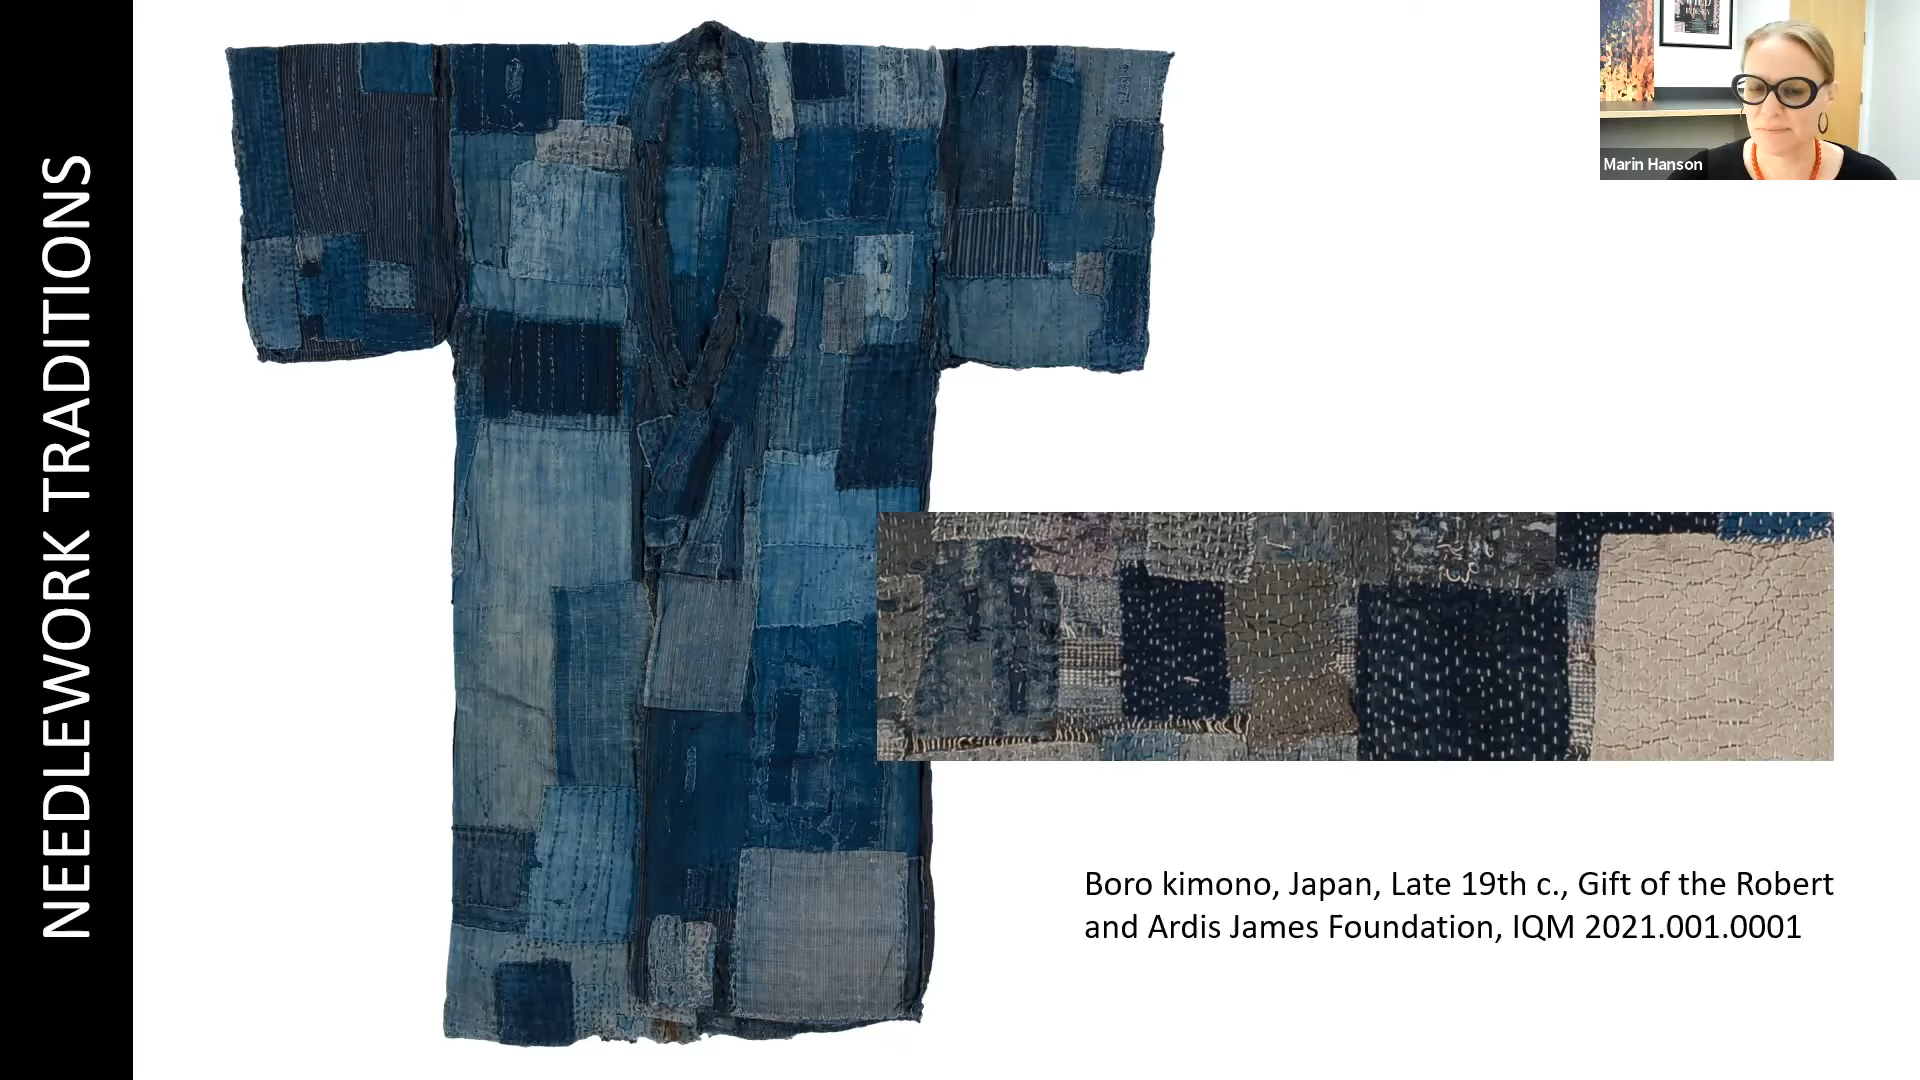 NEEDLEWORK TRADITIONS
Marin Hanson
Boro kimono, Japan, Late 19th c., Gift of the Robert
and Ardis James Foundation, IQM 2021.001.0001